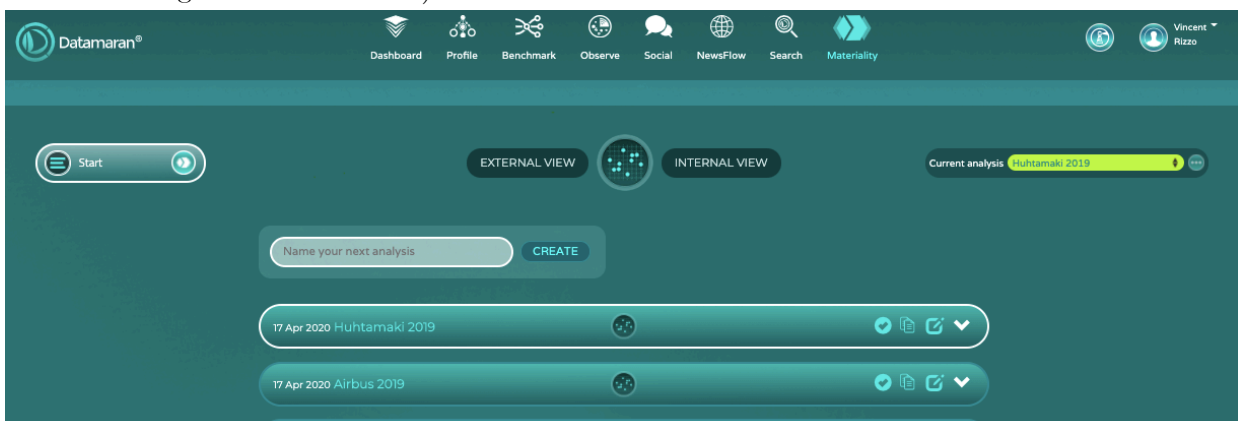 Datamaran®
Dashboard
Profile
Benchmark
Observe
Social
NewsFlow
Search
Materiality
Vincent
Rizzo
Start
EXTERNAL VIEW
INTERNAL VIEW
Current analysis Huhtamaki 2019
Name your next analysis
CREATE
17 Apr 2020 Huhtamaki 2019
17 Apr 2020 Airbus 2019